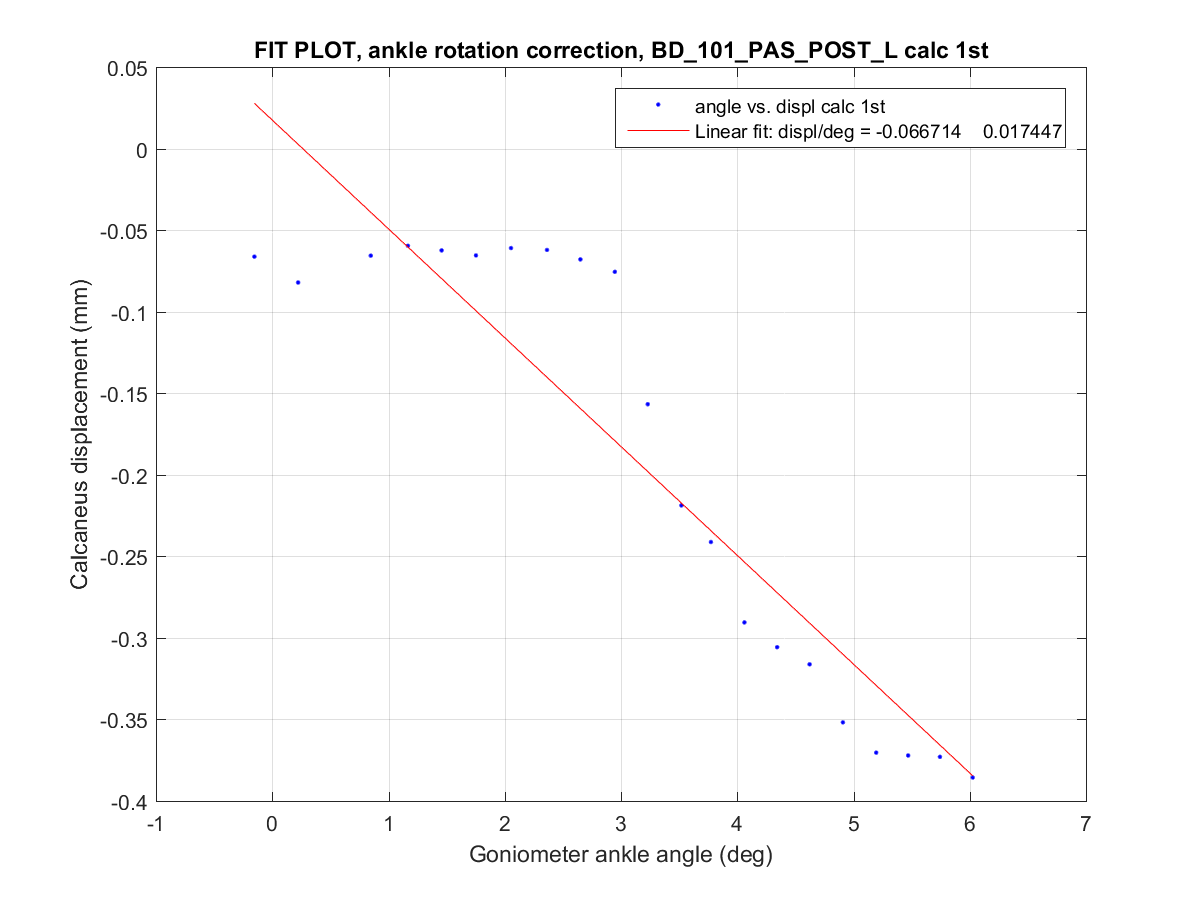 FIT PLOT, ankle rotation correction, BD_101_PAS_POST_L calc 1st
angle vs. displ calc 1st
Linear fit: displ/deg = -0.066714    0.017447
0.05
0
-0.05
-0.1
-0.15
-0.2
-0.25
-0.3
-0.35
-0.4
Calcaneus displacement (mm)
-1 0 1 2 3 4 5 6 7
Goniometer ankle angle (deg)